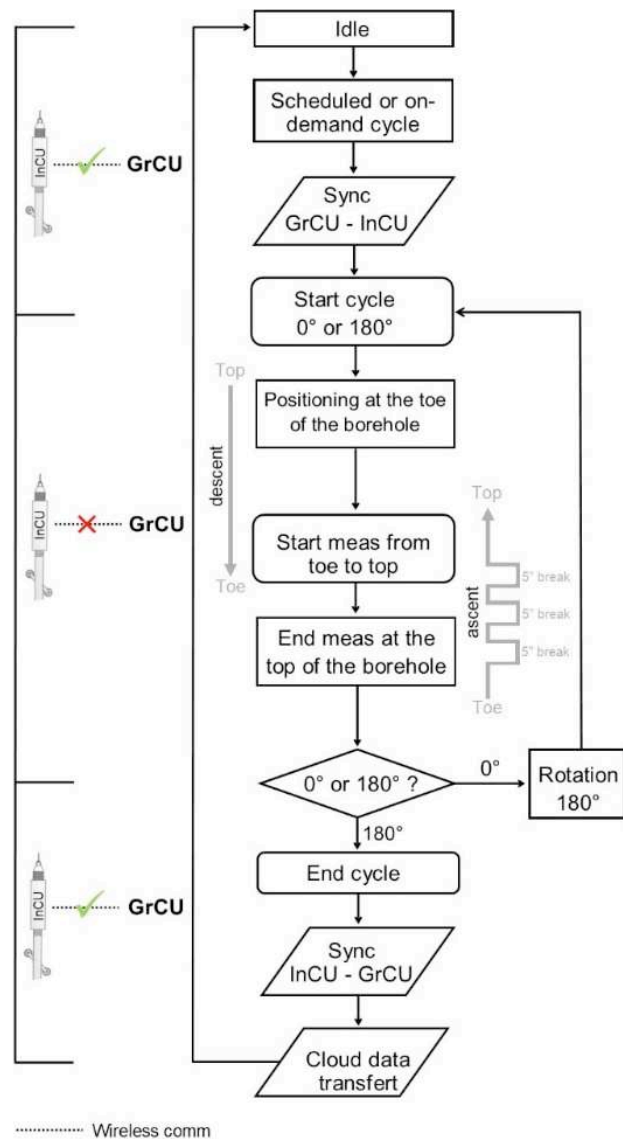 Idle
Scheduled or on-
demand cycle
InCU
GrCU
Sync
GrCU - InCU
Start cycle
0° or 180°
Top
descent
Toe
Positioning at the toe
of the borehole
InCU
GrCU
Start meas from
toe to top
Top
ascent
5" break
5" break
5" break
Toe
End meas at the
top of the borehole
0° or 180° ?
0°
Rotation
180°
180°
End cycle
InCU
GrCU
Sync
InCU - GrCU
Cloud data
transfert
Wireless comm